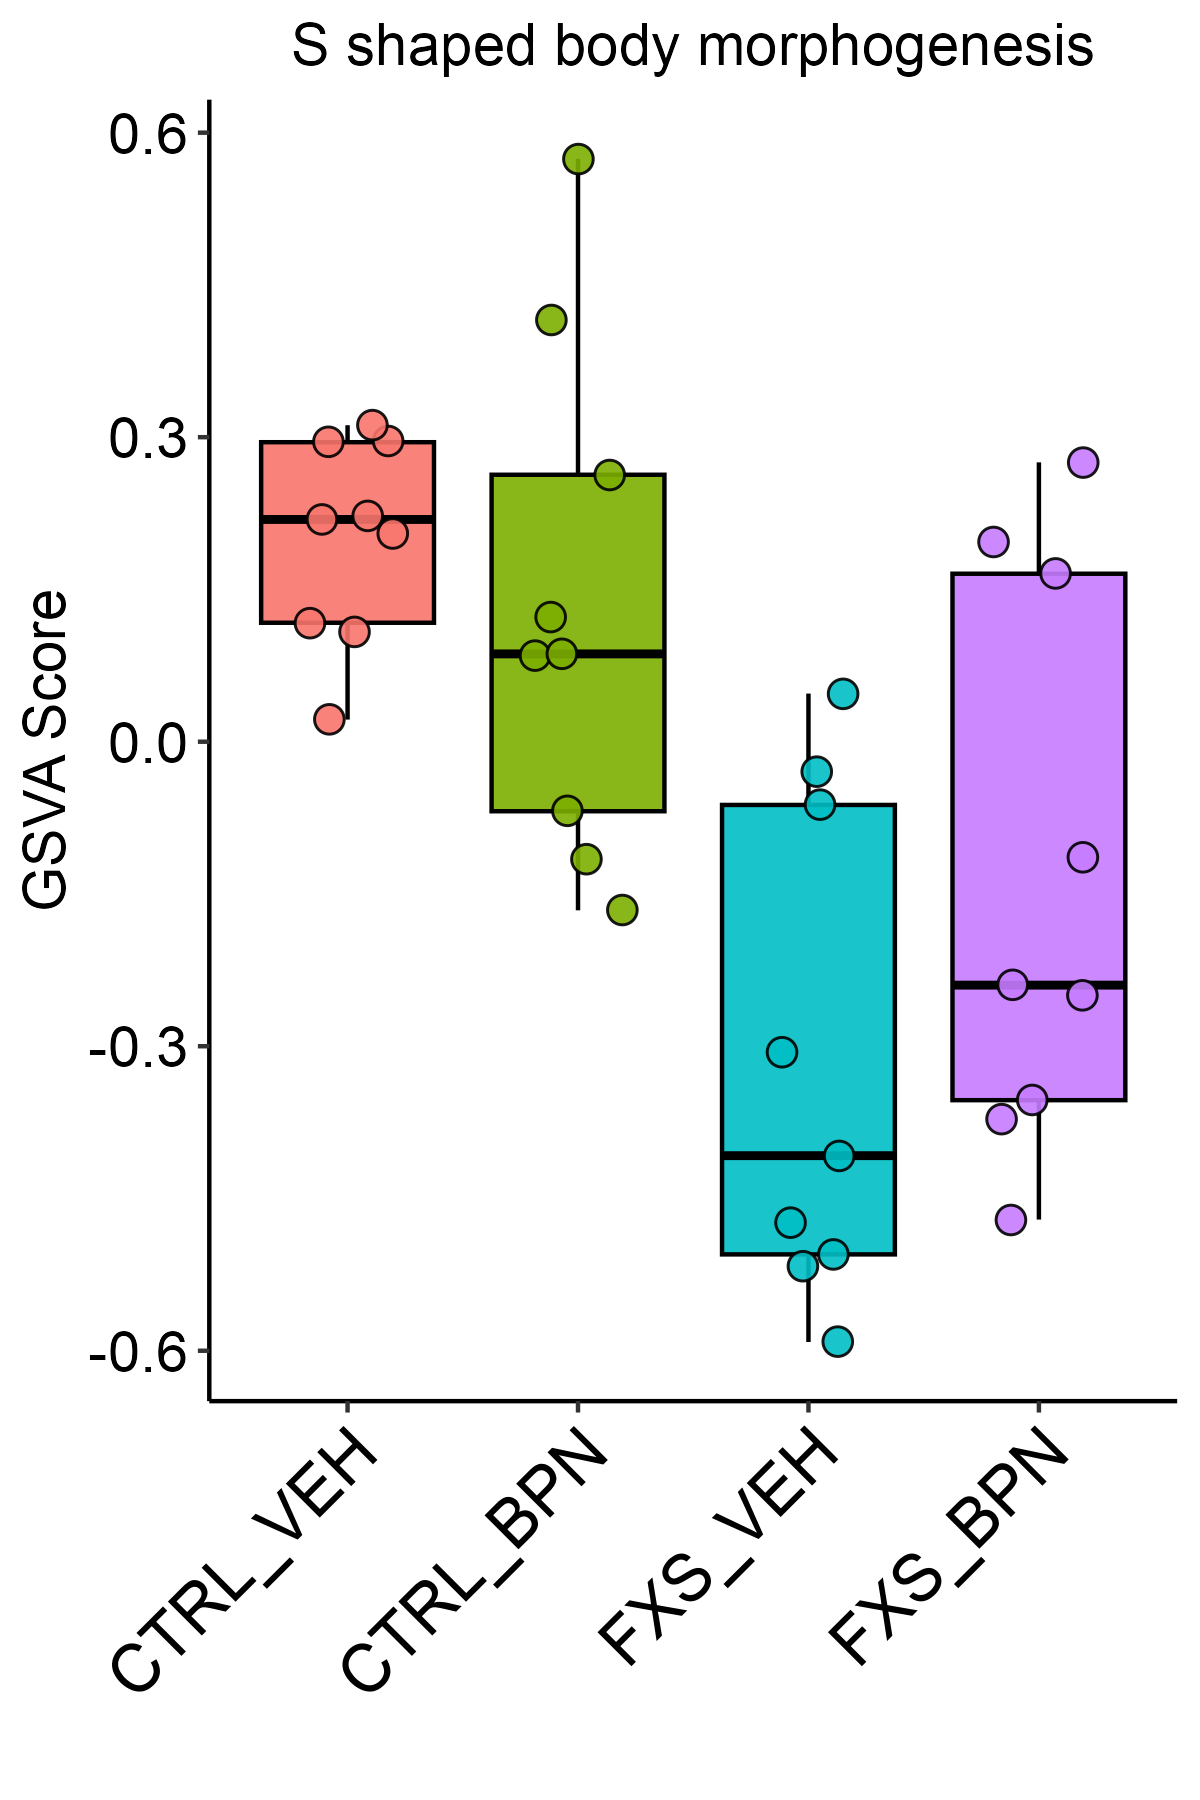 S shaped body morphogenesis
GSVA Score
0.6
0.3
0.0
-0.3
-0.6
CTRL_VEH
CTRL_BPN
FXS_VEH
FXS_BPN